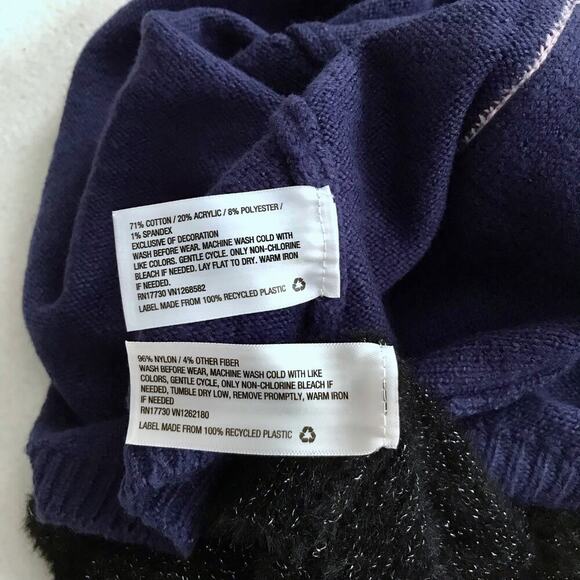 71% COTTON / 20% ACRYLIC / 8% POLYESTER /
1% SPANDEX
EXCLUSIVE OF DECORATION
WASH BEFORE WEAR. MACHINE WASH COLD WITH
LIKE COLORS. GENTLE CYCLE. ONLY NON-CHLORINE
BLEACH IF NEEDED. LAY FLAT TO DRY. WARM IRON
IF NEEDED.
RN17730 VN1268582
LABEL MADE FROM 100% RECYCLED PLASTIC
96% NYLON / 4% OTHER FIBER
WASH BEFORE WEAR, MACHINE WASH COLD WITH LIKE
COLORS, GENTLE CYCLE, ONLY NON-CHLORINE BLEACH IF
NEEDED, TUMBLE DRY LOW, REMOVE PROMPTLY, WARM IRON
IF NEEDED
RN17730 VN1262180
LABEL MADE FROM 100% RECYCLED PLASTIC